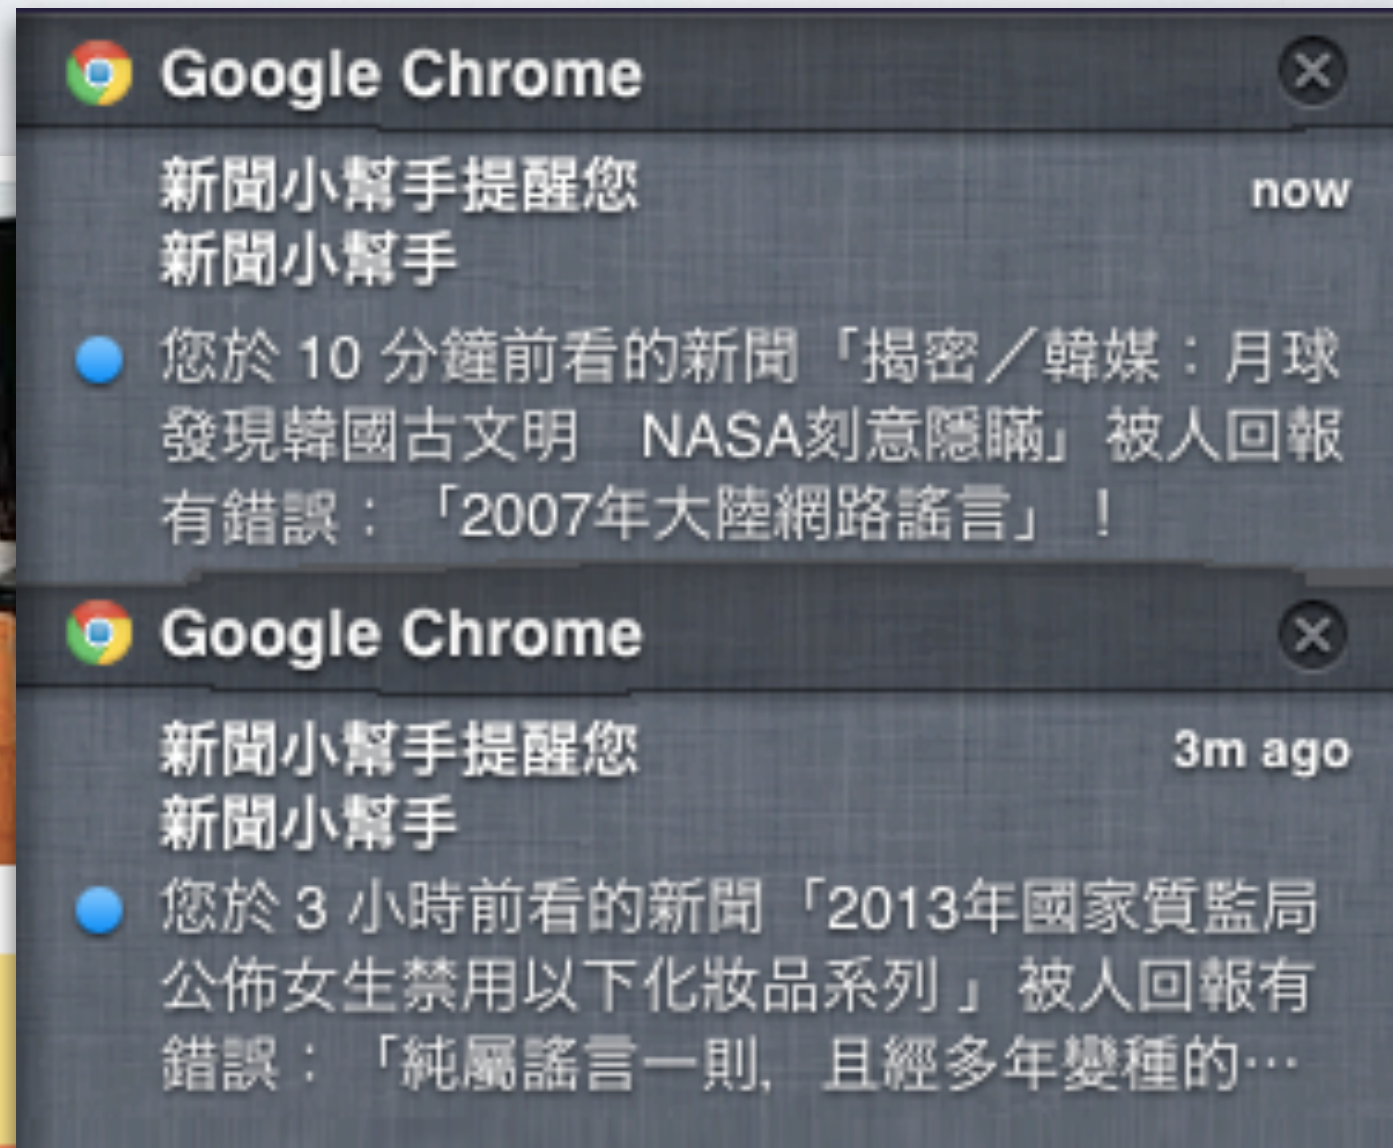 Google Chrome
新聞小幫手提醒您 now
新聞小幫手
您於 10 分鐘前看的新聞「揭密／韓媒：月球
發現韓國古文明　NASA刻意隱瞞」被人回報
有錯誤：「2007年大陸網路謠言」！
Google Chrome
新聞小幫手提醒您 3m ago
新聞小幫手
您於 3 小時前看的新聞「2013年國家質監局
公佈女生禁用以下化妝品系列 」被人回報有
錯誤：「純屬謠言一則，且經多年變種的…